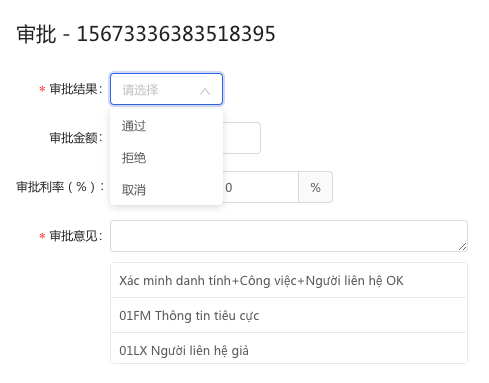 审批 - 15673336383518395
* 审批结果: 请选择
通过
拒绝
取消
审批金额:
审批利率 ( % ) : 0 %
* 审批意见:
Xác minh danh tính+Công việc+Người liên hệ OK
01FM Thông tin tiêu cực
01LX Người liên hệ giả